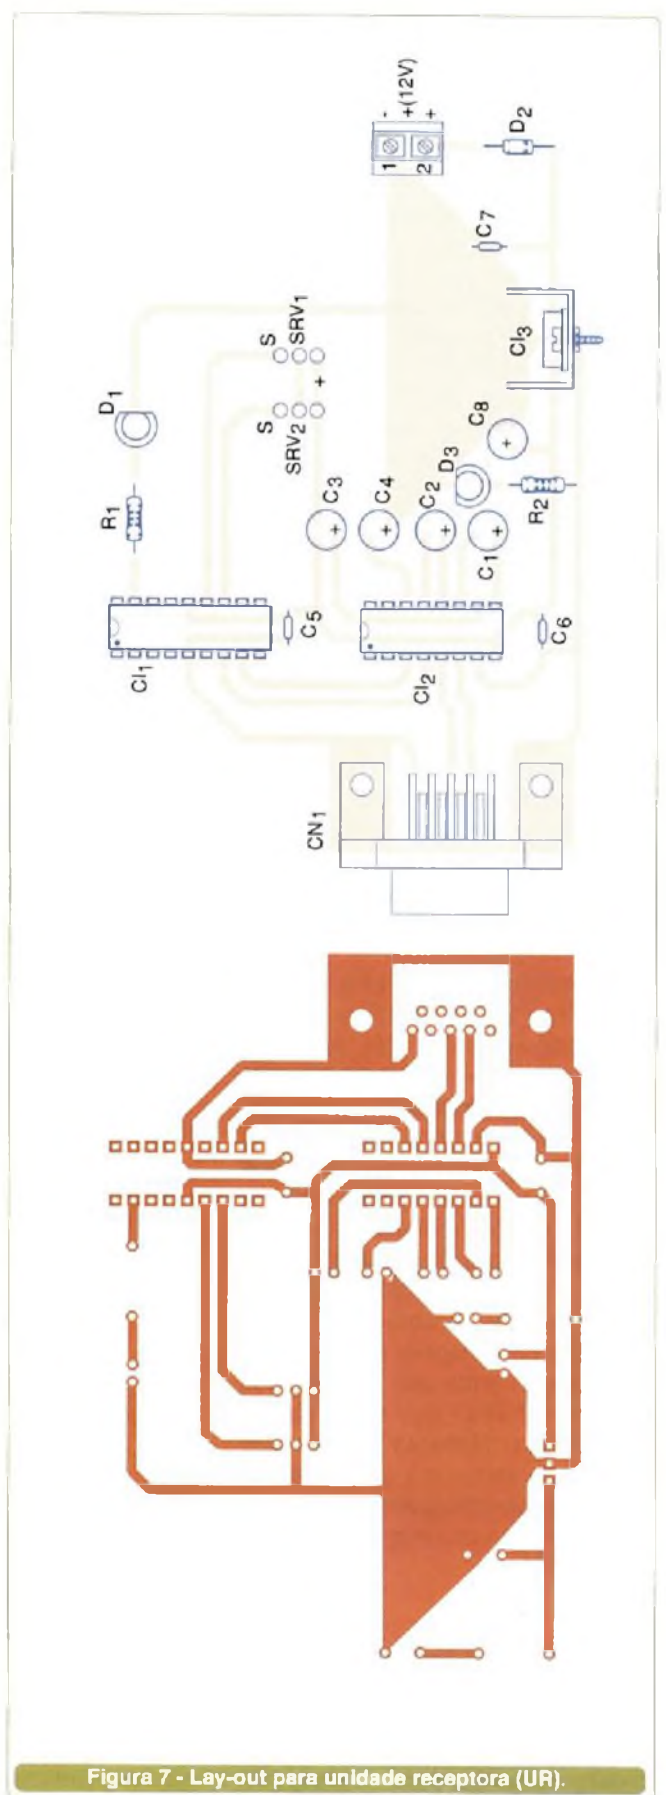 -
+(12V)
+
1
2
D2
C7
S
SRV1
+
S
SRV2
CI3
D1
R1
C3
C4
C2
D3
C8
C1
R2
+
+
+
+
+
CI1
C5
CI2
C6
CN1
Figura 7 - Lay-out para unidade receptora (UR).